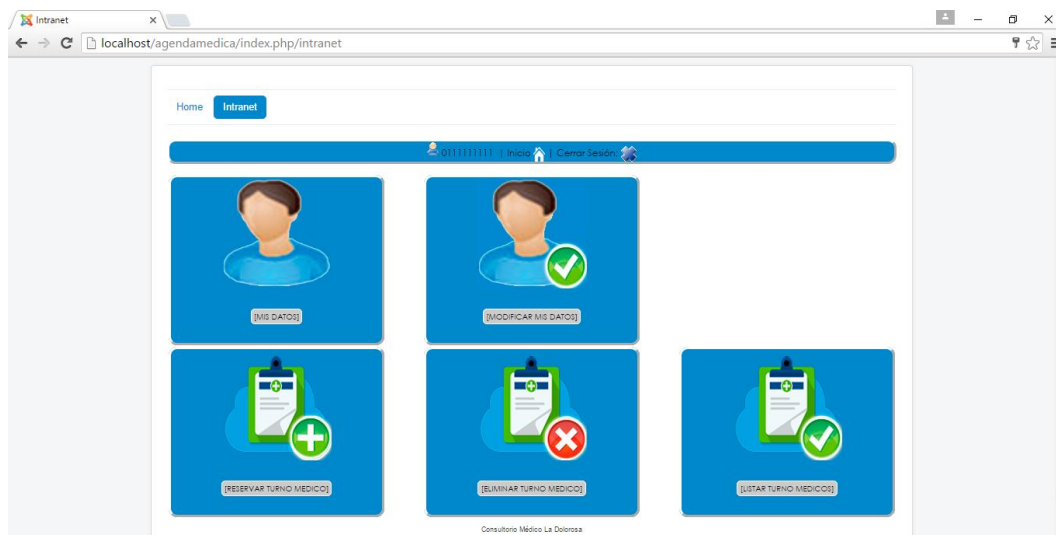 Intranet
localhost/agendamedica/index.php/intranet
Home Intranet
0111111111 | Inicio | Cerrar Sesión:
[MIS DATOS] [MODIFICAR MIS DATOS]
[RESERVAR TURNO MEDICO] [ELIMINAR TURNO MEDICO] [LISTAR TURNO MEDICOS]
Consultorio Médico La Dolorosa